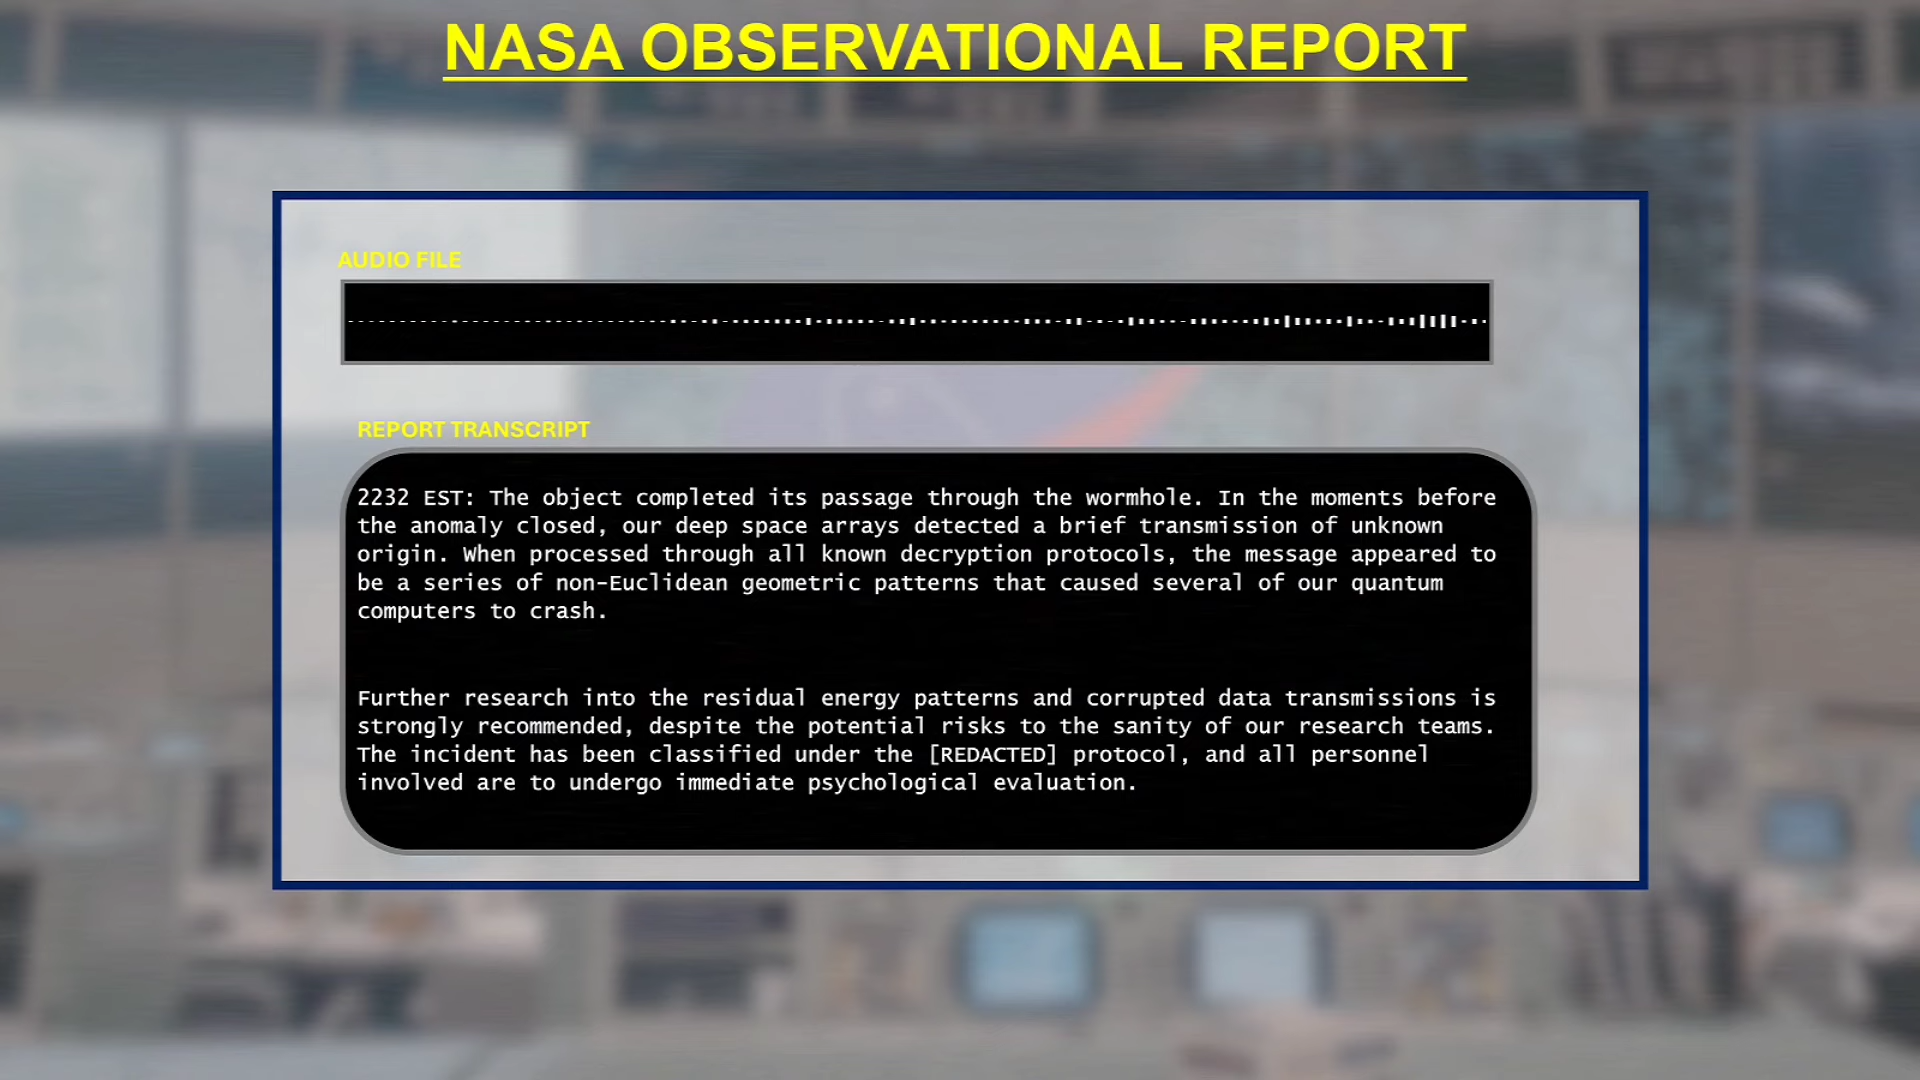 NASA OBSERVATIONAL REPORT
AUDIO FILE
REPORT TRANSCRIPT
2232 EST: The object completed its passage through the wormhole. In the moments before
the anomaly closed, our deep space arrays detected a brief transmission of unknown
origin. When processed through all known decryption protocols, the message appeared to
be a series of non-Euclidean geometric patterns that caused several of our quantum
computers to crash.
Further research into the residual energy patterns and corrupted data transmissions is
strongly recommended, despite the potential risks to the sanity of our research teams.
The incident has been classified under the [REDACTED] protocol, and all personnel
involved are to undergo immediate psychological evaluation.